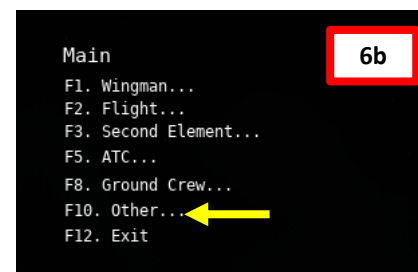 Main
6b
F1. Wingman...
F2. Flight...
F3. Second Element...
F5. ATC...
F8. Ground Crew...
F10. Other...
F12. Exit